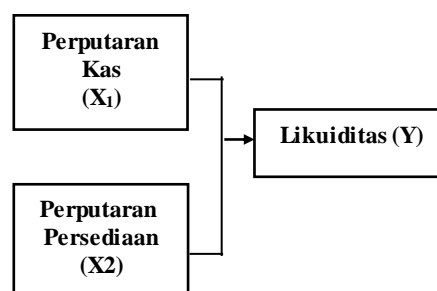 Perputaran
Kas
(X₁)
Likuiditas (Y)
Perputaran
Persediaan
(X2)